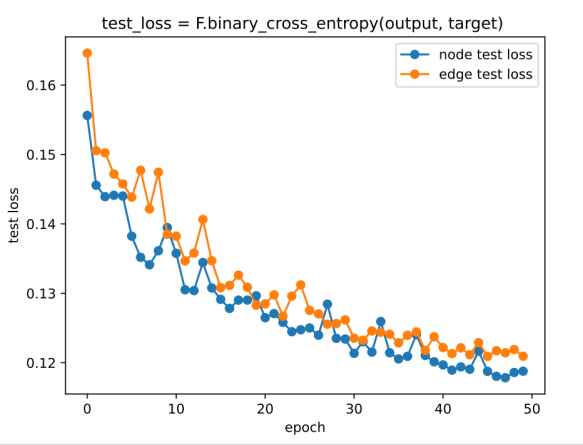 test_loss = F.binary_cross_entropy(output, target)
node test loss
edge test loss
0.16
0.15
0.14
0.13
0.12
test loss
0 10 20 30 40 50
epoch